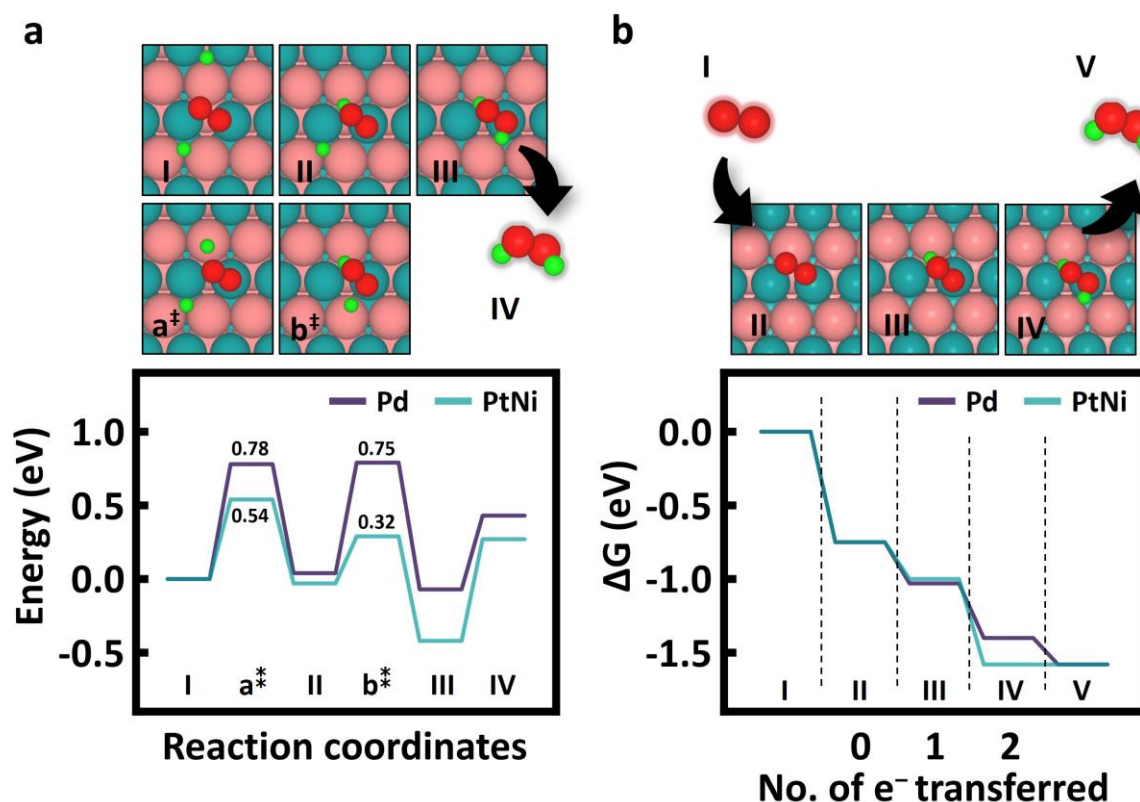 a
I
II
III
a‡
b‡
IV
Pd
PtNi
Energy (eV)
1.0
0.5
0.0
-0.5
0.78
0.54
0.75
0.32
I
a‡
II
b‡
III
IV
Reaction coordinates
b
I
V
II
III
IV
Pd
PtNi
ΔG (eV)
0.0
-0.5
-1.0
-1.5
I
II
III
IV
V
0
1
2
No. of e⁻ transferred